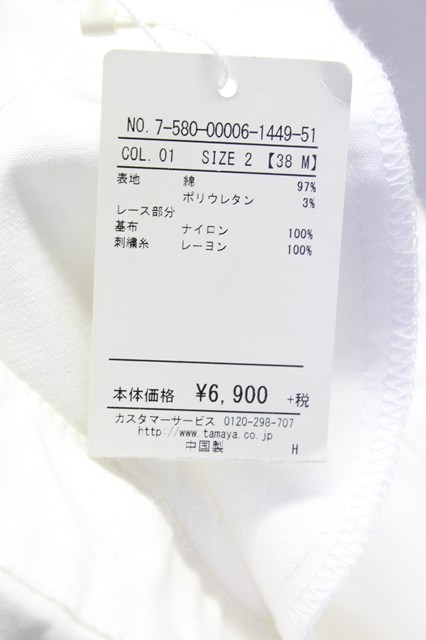 NO. 7-580-00006-1449-51
COL. 01 SIZE 2 【38 M】
表地 綿 97%
ポリウレタン 3%
レース部分
基布 ナイロン 100%
刺繍糸 レーヨン 100%
本体価格 ¥6,900 +税
カスタマーサービス 0120-298-707
http://www.tamaya.co.jp
中国製 H